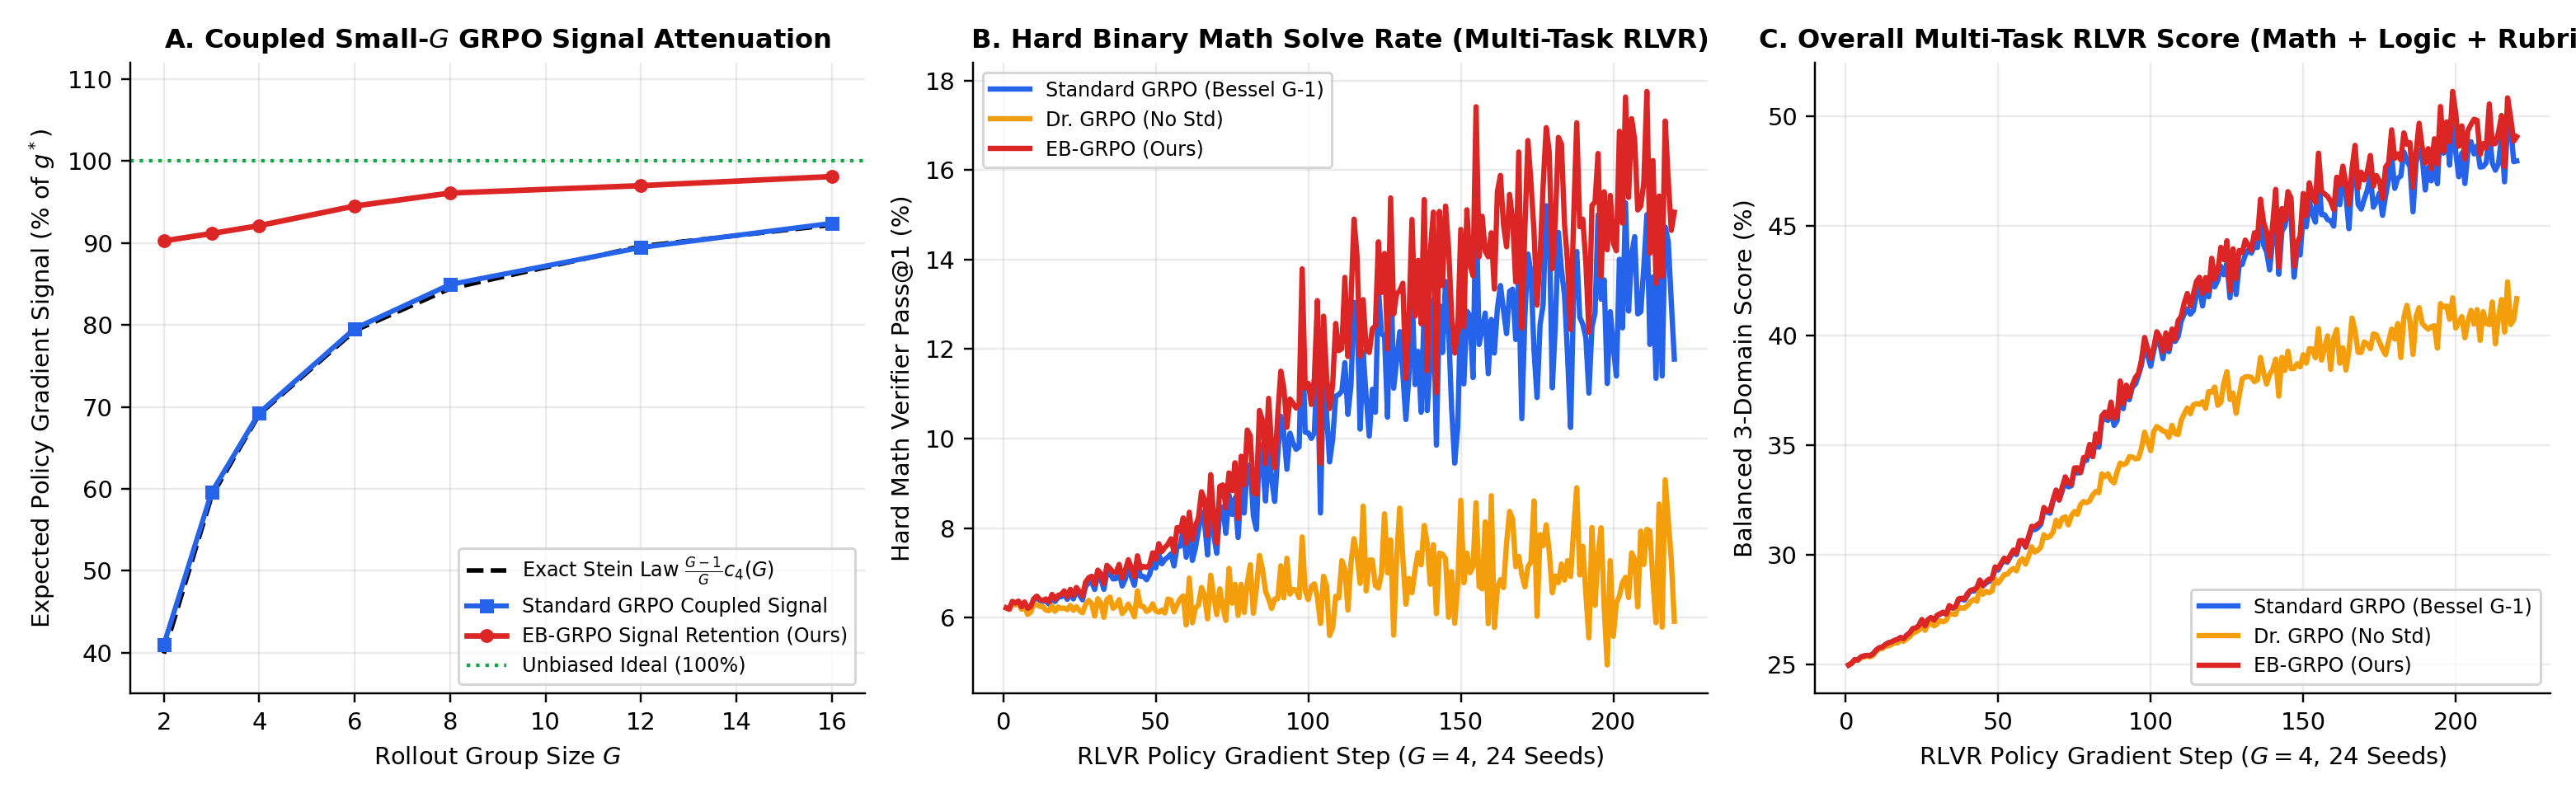 A. Coupled Small-G GRPO Signal Attenuation
Expected Policy Gradient Signal (% of g*)
110
100
90
80
70
60
50
40
Exact Stein Law \frac{G-1}{G}c_4(G)
Standard GRPO Coupled Signal
EB-GRPO Signal Retention (Ours)
Unbiased Ideal (100%)
2 4 6 8 10 12 14 16
Rollout Group Size G
B. Hard Binary Math Solve Rate (Multi-Task RLVR)
Hard Math Verifier Pass@1 (%)
18
16
14
12
10
8
6
Standard GRPO (Bessel G-1)
Dr. GRPO (No Std)
EB-GRPO (Ours)
0 50 100 150 200
RLVR Policy Gradient Step (G = 4, 24 Seeds)
C. Overall Multi-Task RLVR Score (Math + Logic + Rubri
Balanced 3-Domain Score (%)
50
45
40
35
30
25
Standard GRPO (Bessel G-1)
Dr. GRPO (No Std)
EB-GRPO (Ours)
0 50 100 150 200
RLVR Policy Gradient Step (G = 4, 24 Seeds)